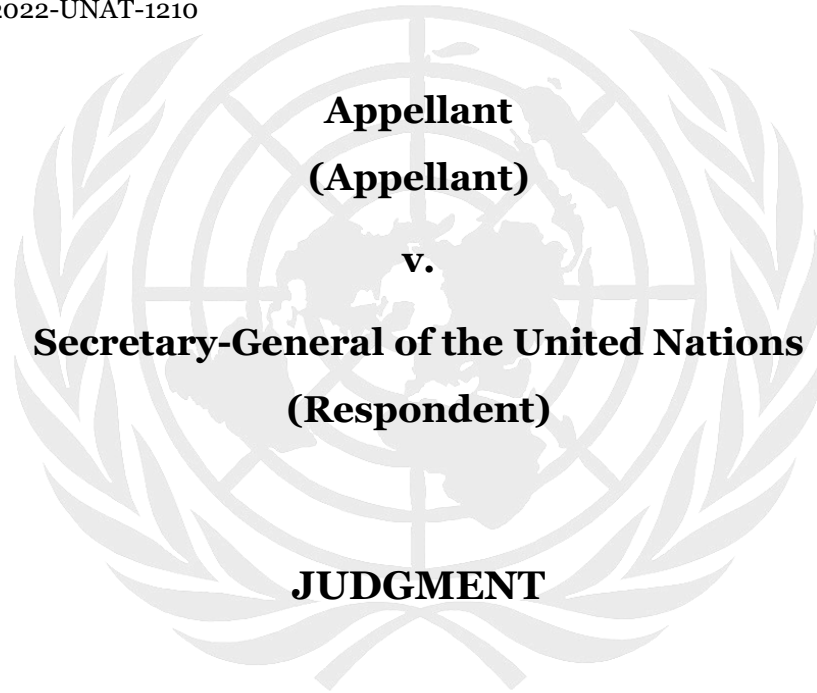 2022-UNAT-1210
Appellant
(Appellant)
v.
Secretary-General of the United Nations
(Respondent)
JUDGMENT